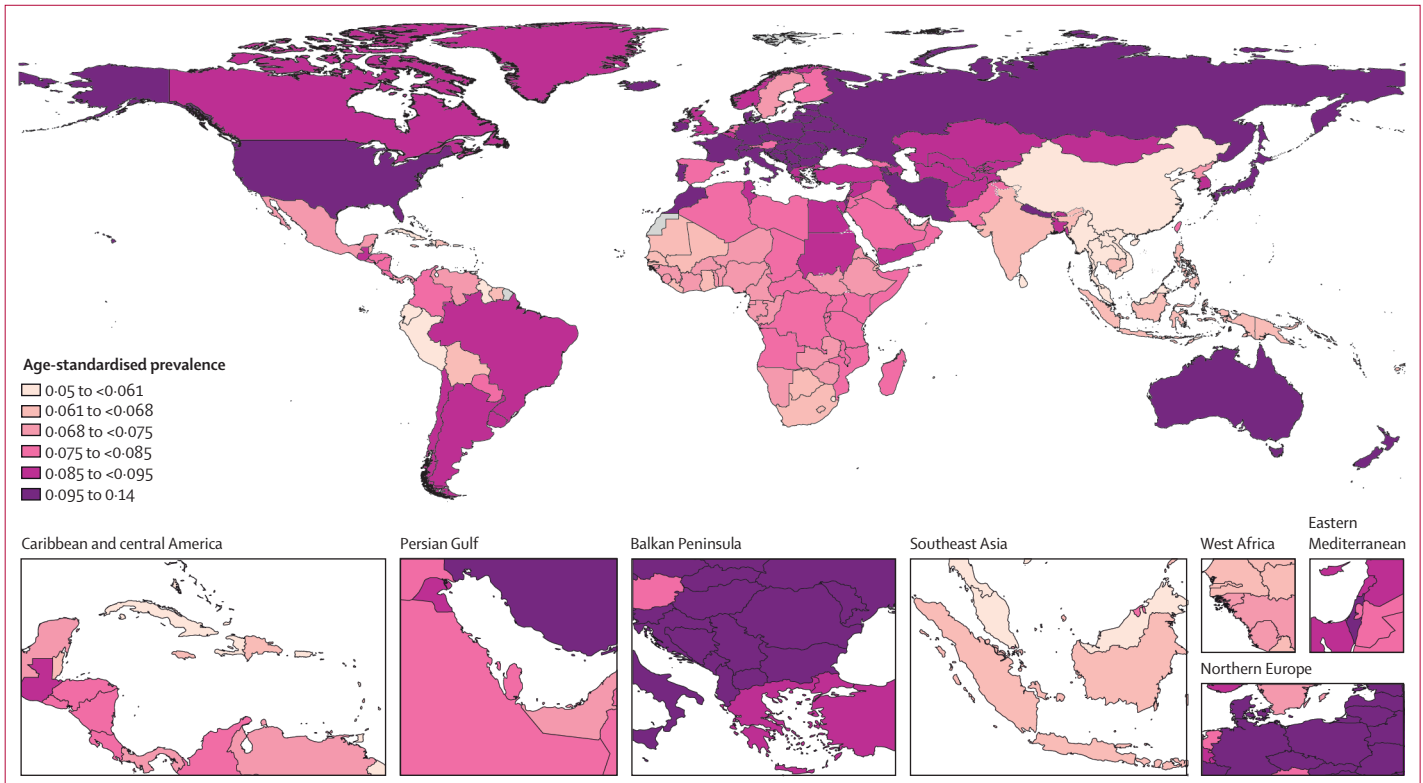 Age-standardised prevalence
0·05 to <0·061
0·061 to <0·068
0·068 to <0·075
0·075 to <0·085
0·085 to <0·095
0·095 to 0·14
Caribbean and central America
Persian Gulf
Balkan Peninsula
Southeast Asia
West Africa
Eastern
Mediterranean
Northern Europe